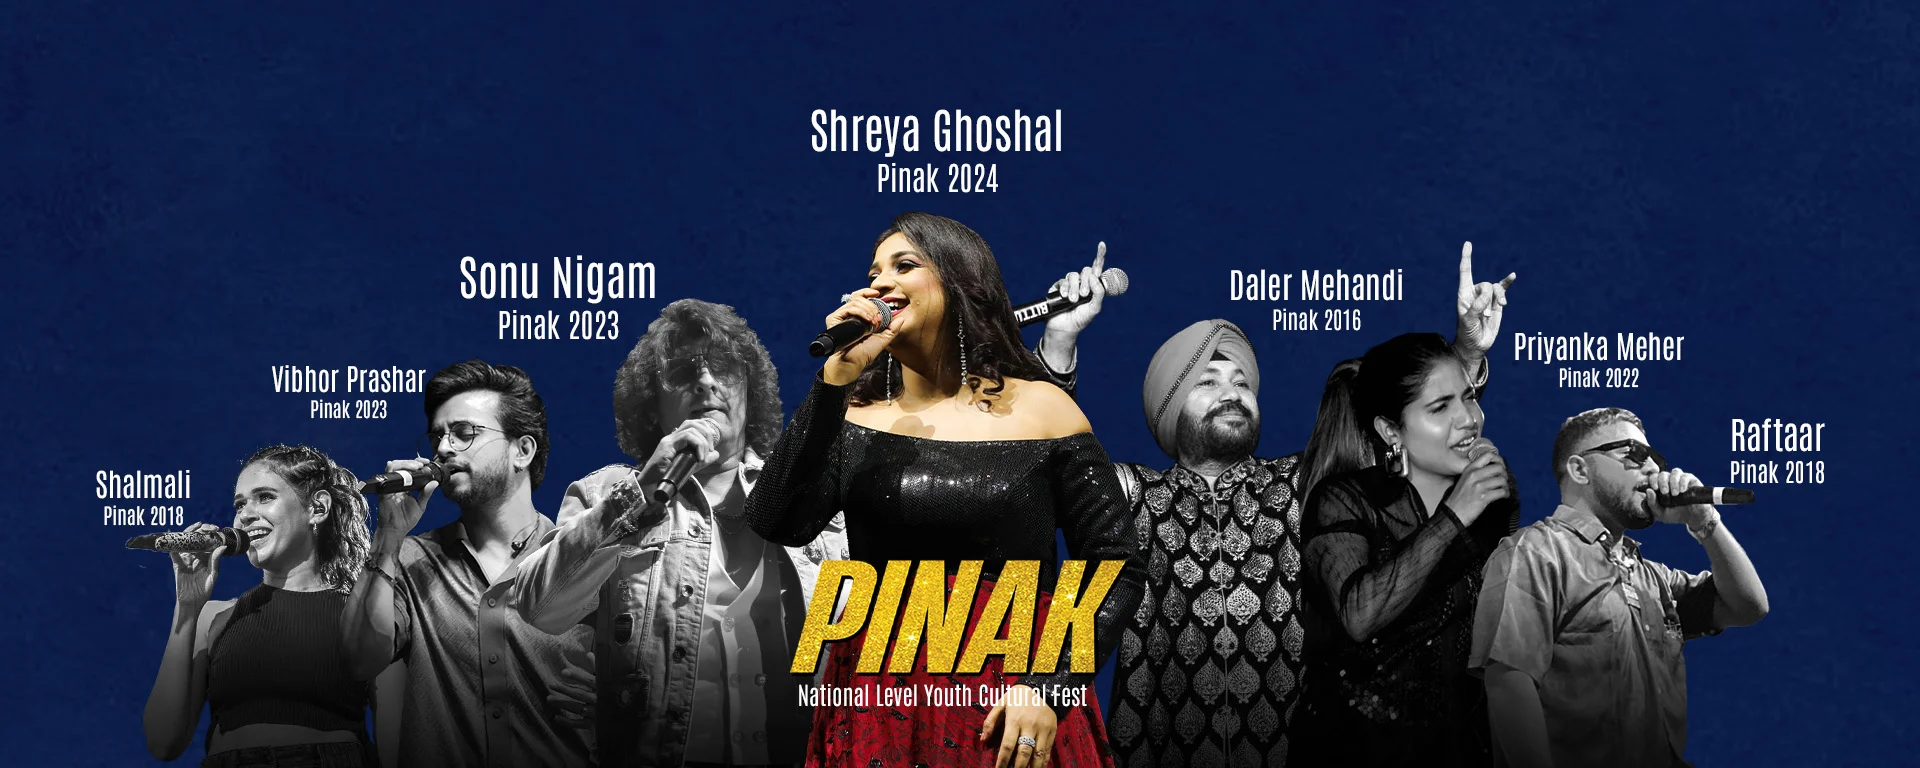 Shreya Ghoshal
Pinak 2024
Sonu Nigam
Pinak 2023
Daler Mehandi
Pinak 2016
Vibhor Prashar
Pinak 2023
Priyanka Meher
Pinak 2022
Shalmali
Pinak 2018
Raftaar
Pinak 2018
PINAK
National Level Youth Cultural Fest